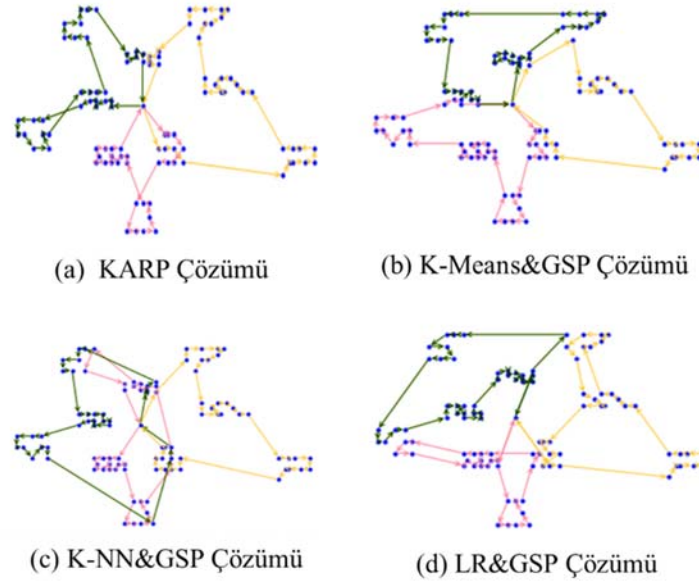 (a) KARP Çözümü
(b) K-Means&GSP Çözümü
(c) K-NN&GSP Çözümü
(d) LR&GSP Çözümü